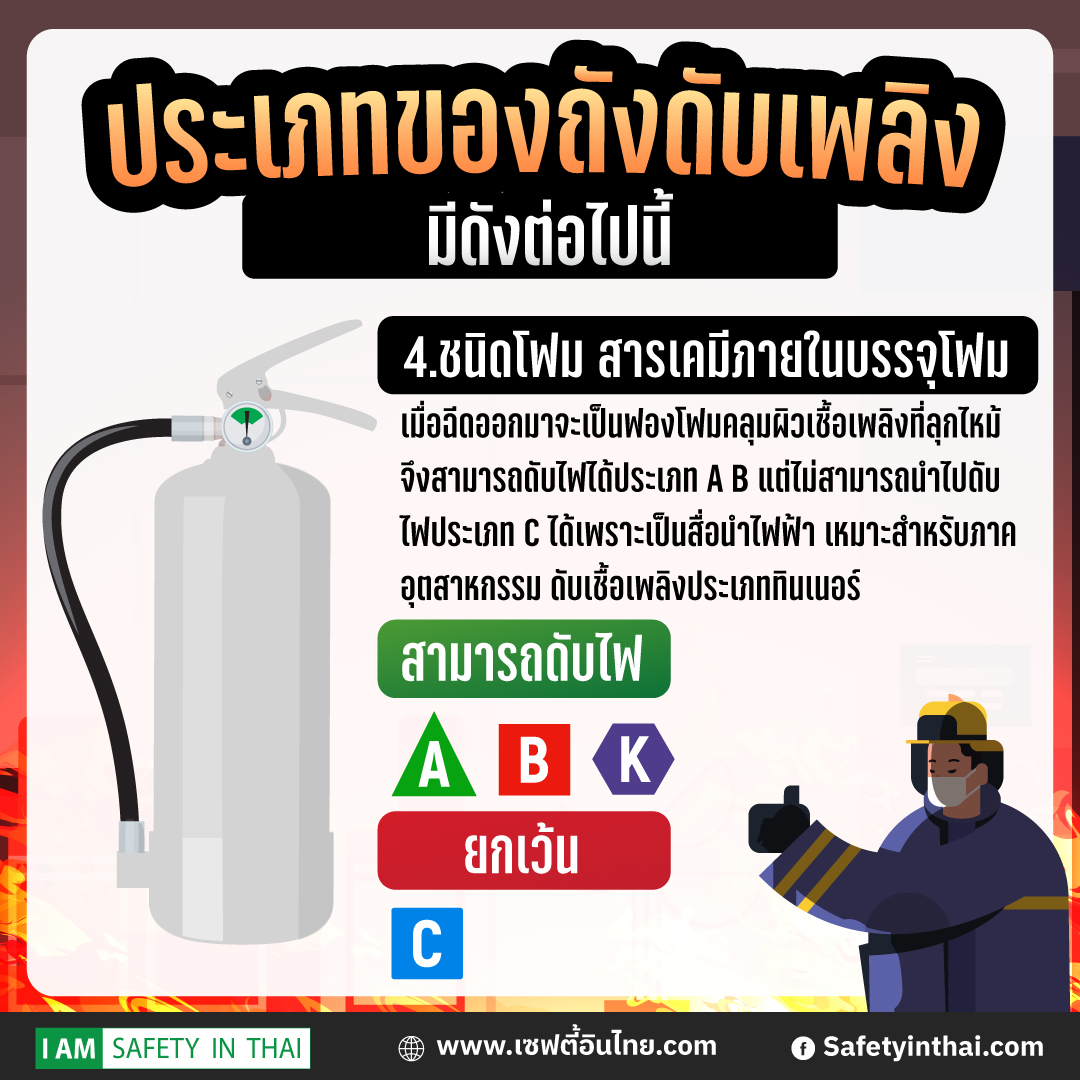 ประเภทของถังดับเพลิง
มีดังต่อไปนี้
4.ชนิดโฟม สารเคมีภายในบรรจุโฟม
เมื่อฉีดออกมาจะเป็นฟองโฟมคลุมผิวเชื้อเพลิงที่ลุกไหม้
จึงสามารถดับไฟได้ประเภท A B แต่ไม่สามารถนำไปดับ
ไฟประเภท C ได้เพราะเป็นสื่อนำไฟฟ้า เหมาะสำหรับภาค
อุตสาหกรรม ดับเชื้อเพลิงประเภททินเนอร์
สามารถดับไฟ
A B K
ยกเว้น
C
I AM SAFETY IN THAI www.เซฟตี้อินไทย.com Safetyinthai.com